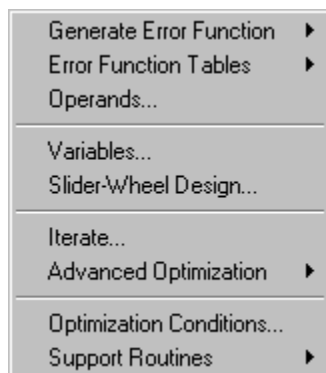 Generate Error Function
Error Function Tables
Operands...
Variables...
Slider-Wheel Design...
Iterate...
Advanced Optimization
Optimization Conditions...
Support Routines